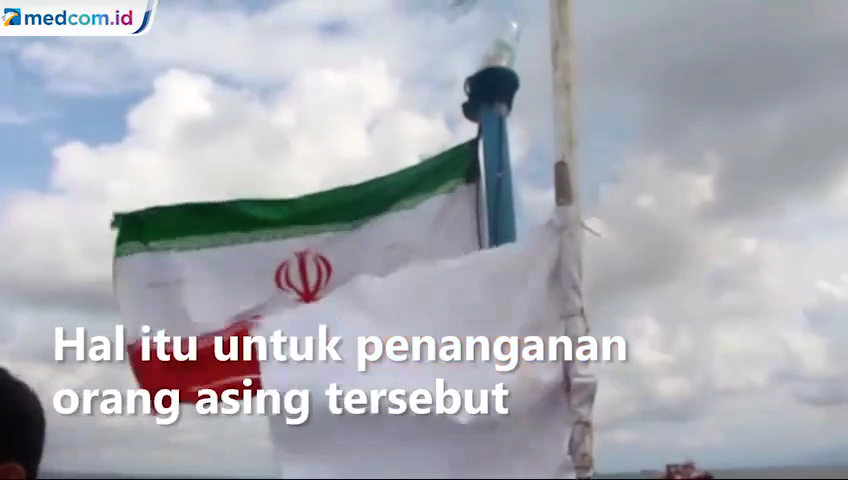 medcom.id
Hal itu untuk penanganan
orang asing tersebut